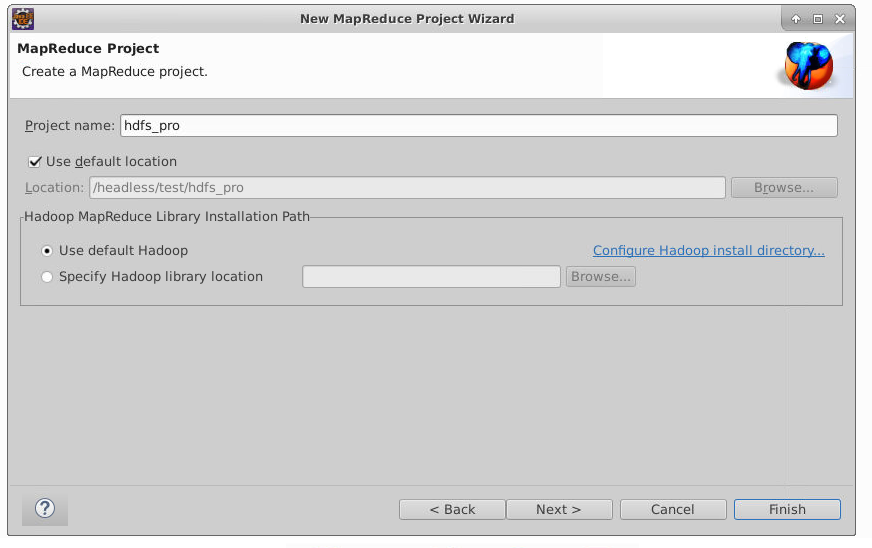 New MapReduce Project Wizard
MapReduce Project
Create a MapReduce project.
Project name: hdfs_pro
Use default location
Location: /headless/test/hdfs_pro Browse...
Hadoop MapReduce Library Installation Path
Use default Hadoop Configure Hadoop install directory...
Specify Hadoop library location Browse...
? < Back Next > Cancel Finish